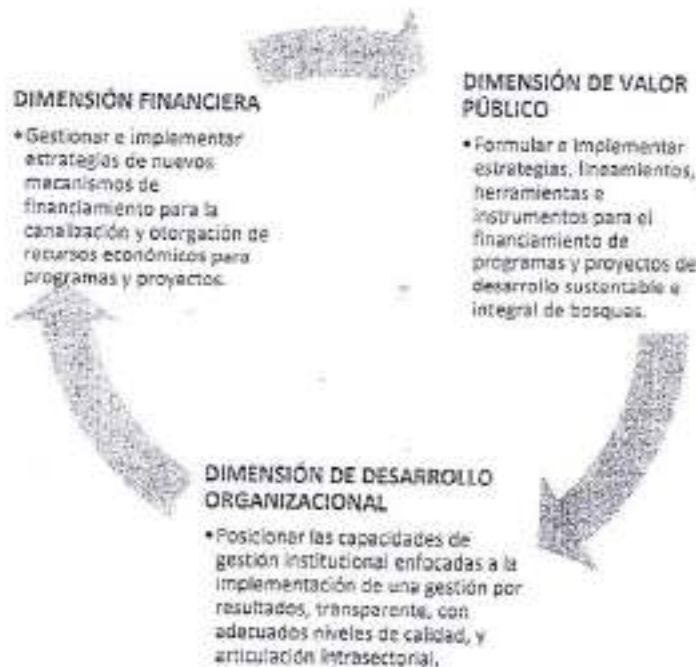 DIMENSIÓN FINANCIERA
•Gestionar e implementar
estrategias de nuevos
mecanismos de
financiamiento para la
canalización y otorgación de
recursos económicos para
programas y proyectos.
DIMENSIÓN DE VALOR
PÚBLICO
•Formular e implementar
estrategias, lineamientos,
herramientas e
instrumentos para el
financiamiento de
programas y proyectos de
desarrollo sustentable e
integral de bosques.
DIMENSIÓN DE DESARROLLO
ORGANIZACIONAL
•Posicionar las capacidades de
gestión institucional enfocadas a la
implementación de una gestión por
resultados, transparente, con
adecuados niveles de calidad, y
articulación intrasectorial,